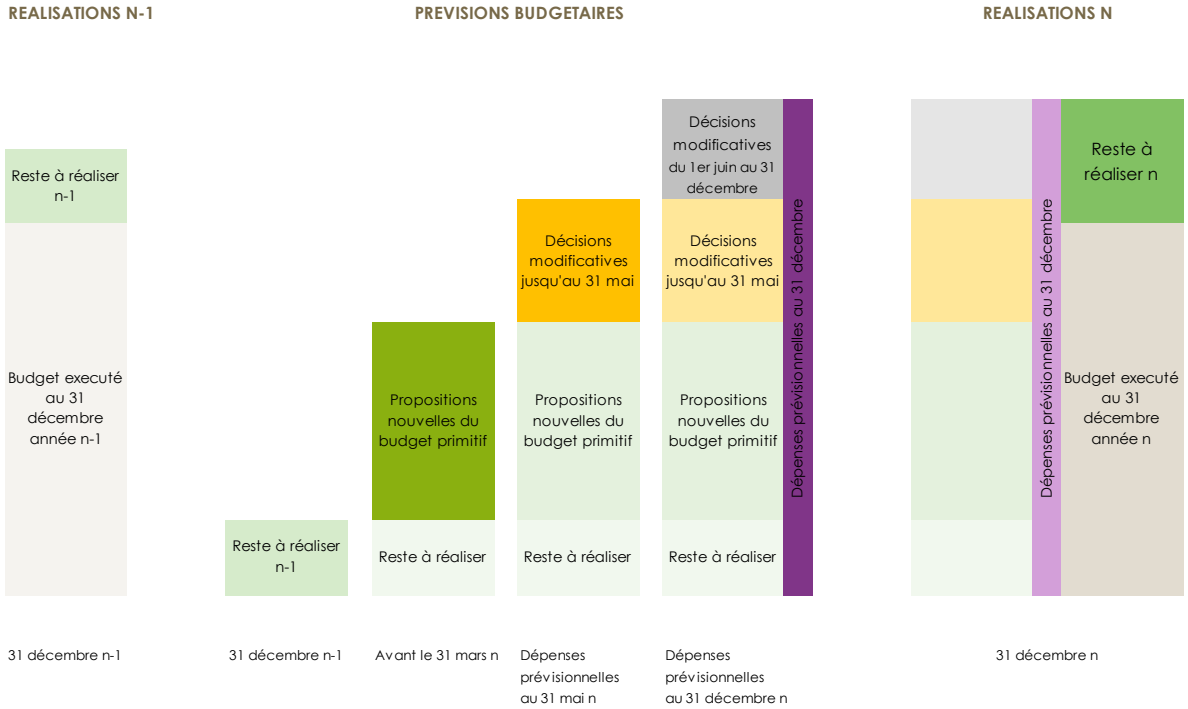 REALISATIONS N-1
PREVISIONS BUDGETAIRES
REALISATIONS N
Reste à réaliser
n-1
Budget executé
au 31
décembre
année n-1
Reste à réaliser
n-1
Propositions
nouvelles du
budget primitif
Reste à réaliser
Décisions
modificatives
jusqu'au 31 mai
Propositions
nouvelles du
budget primitif
Reste à réaliser
Décisions
modificatives
du 1er juin au 31
décembre
Décisions
modificatives
jusqu'au 31 mai
Propositions
nouvelles du
budget primitif
Reste à réaliser
Dépenses prévisionnelles au 31 décembre
Dépenses prévisionnelles au 31 décembre
Reste à
réaliser n
Budget executé
au 31
décembre
année n
31 décembre n-1
31 décembre n-1
Avant le 31 mars n
Dépenses
prévisionnelles
au 31 mai n
Dépenses
prévisionnelles
au 31 décembre n
31 décembre n